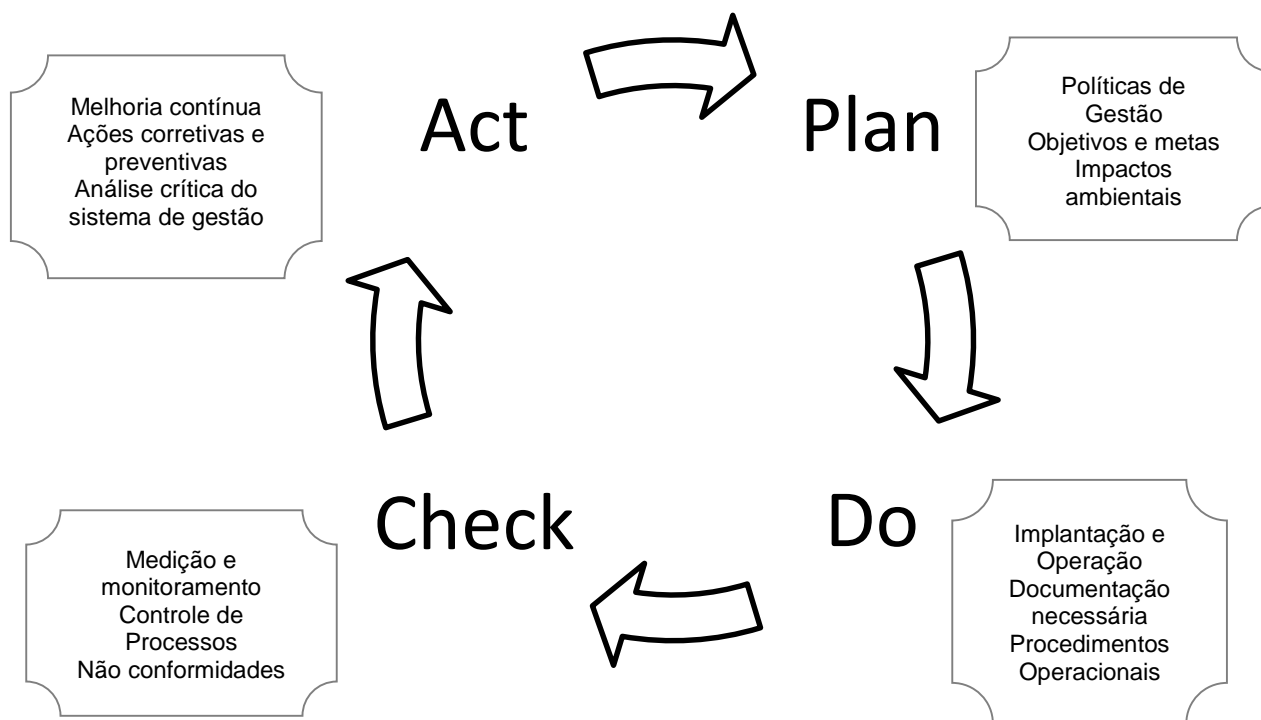 Act
Plan
Melhoria contínua
Ações corretivas e
preventivas
Análise crítica do
sistema de gestão
Políticas de
Gestão
Objetivos e metas
Impactos
ambientais
Check
Do
Medição e
monitoramento
Controle de
Processos
Não conformidades
Implantação e
Operação
Documentação
necessária
Procedimentos
Operacionais